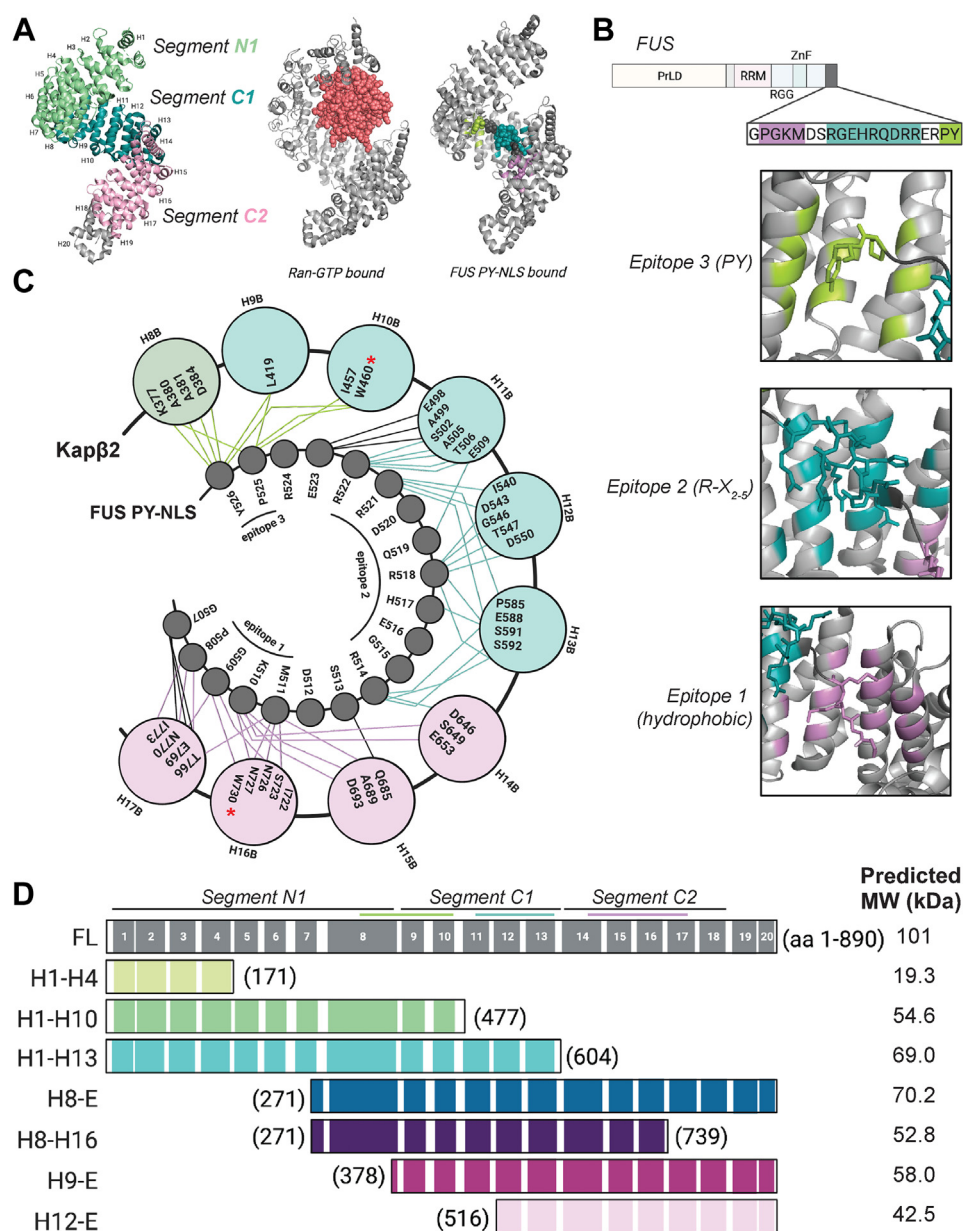 A
Segment N1
Segment C1
Segment C2
H1
H2
H3
H4
H5
H6
H7
H8
H9
H10
H11
H12
H13
H14
H15
H16
H17
H18
H19
H20
Ran-GTP bound
FUS PY-NLS bound
B
FUS
ZnF
PrLD
RRM
RGG
GPGKMDSRGEHRQDRRERPY
Epitope 3 (PY)
Epitope 2 (R-X2-5)
Epitope 1
(hydrophobic)
C
Kapβ2
FUS PY-NLS
H8B
K377
A380
A381
D384
H9B
L419
H10B
I457
W460*
H11B
E498
A499
S502
A505
T506
E509
H12B
I540
D543
G546
T547
D550
H13B
P585
E588
S591
S592
H14B
D646
S649
E653
H15B
Q685
A689
D693
H16B
I722
S723
N726
N727
W730
*
H17B
T766
E769
N770
I773
Y526
P525
R524
E523
R522
R521
D520
Q519
R518
H517
E516
G515
R514
S513
D512
M511
K510
G509
P508
G507
epitope 3
epitope 2
epitope 1
D
Segment N1 Segment C1 Segment C2
Predicted
MW (kDa)
FL 1 2 3 4 5 6 7 8 9 10 11 12 13 14 15 16 17 18 19 20 (aa 1-890) 101
H1-H4 (171) 19.3
H1-H10 (477) 54.6
H1-H13 (604) 69.0
H8-E (271) 70.2
H8-H16 (271) (739) 52.8
H9-E (378) 58.0
H12-E (516) 42.5